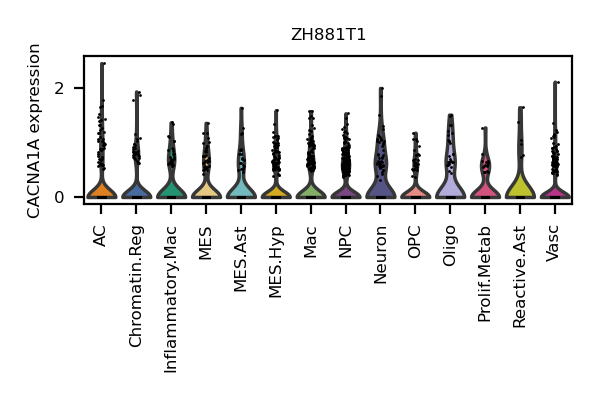 ZH881T1
CACNA1A expression
2
0
AC
Chromatin.Reg
Inflammatory.Mac
MES
MES.Ast
MES.Hyp
Mac
NPC
Neuron
OPC
Oligo
Prolif.Metab
Reactive.Ast
Vasc